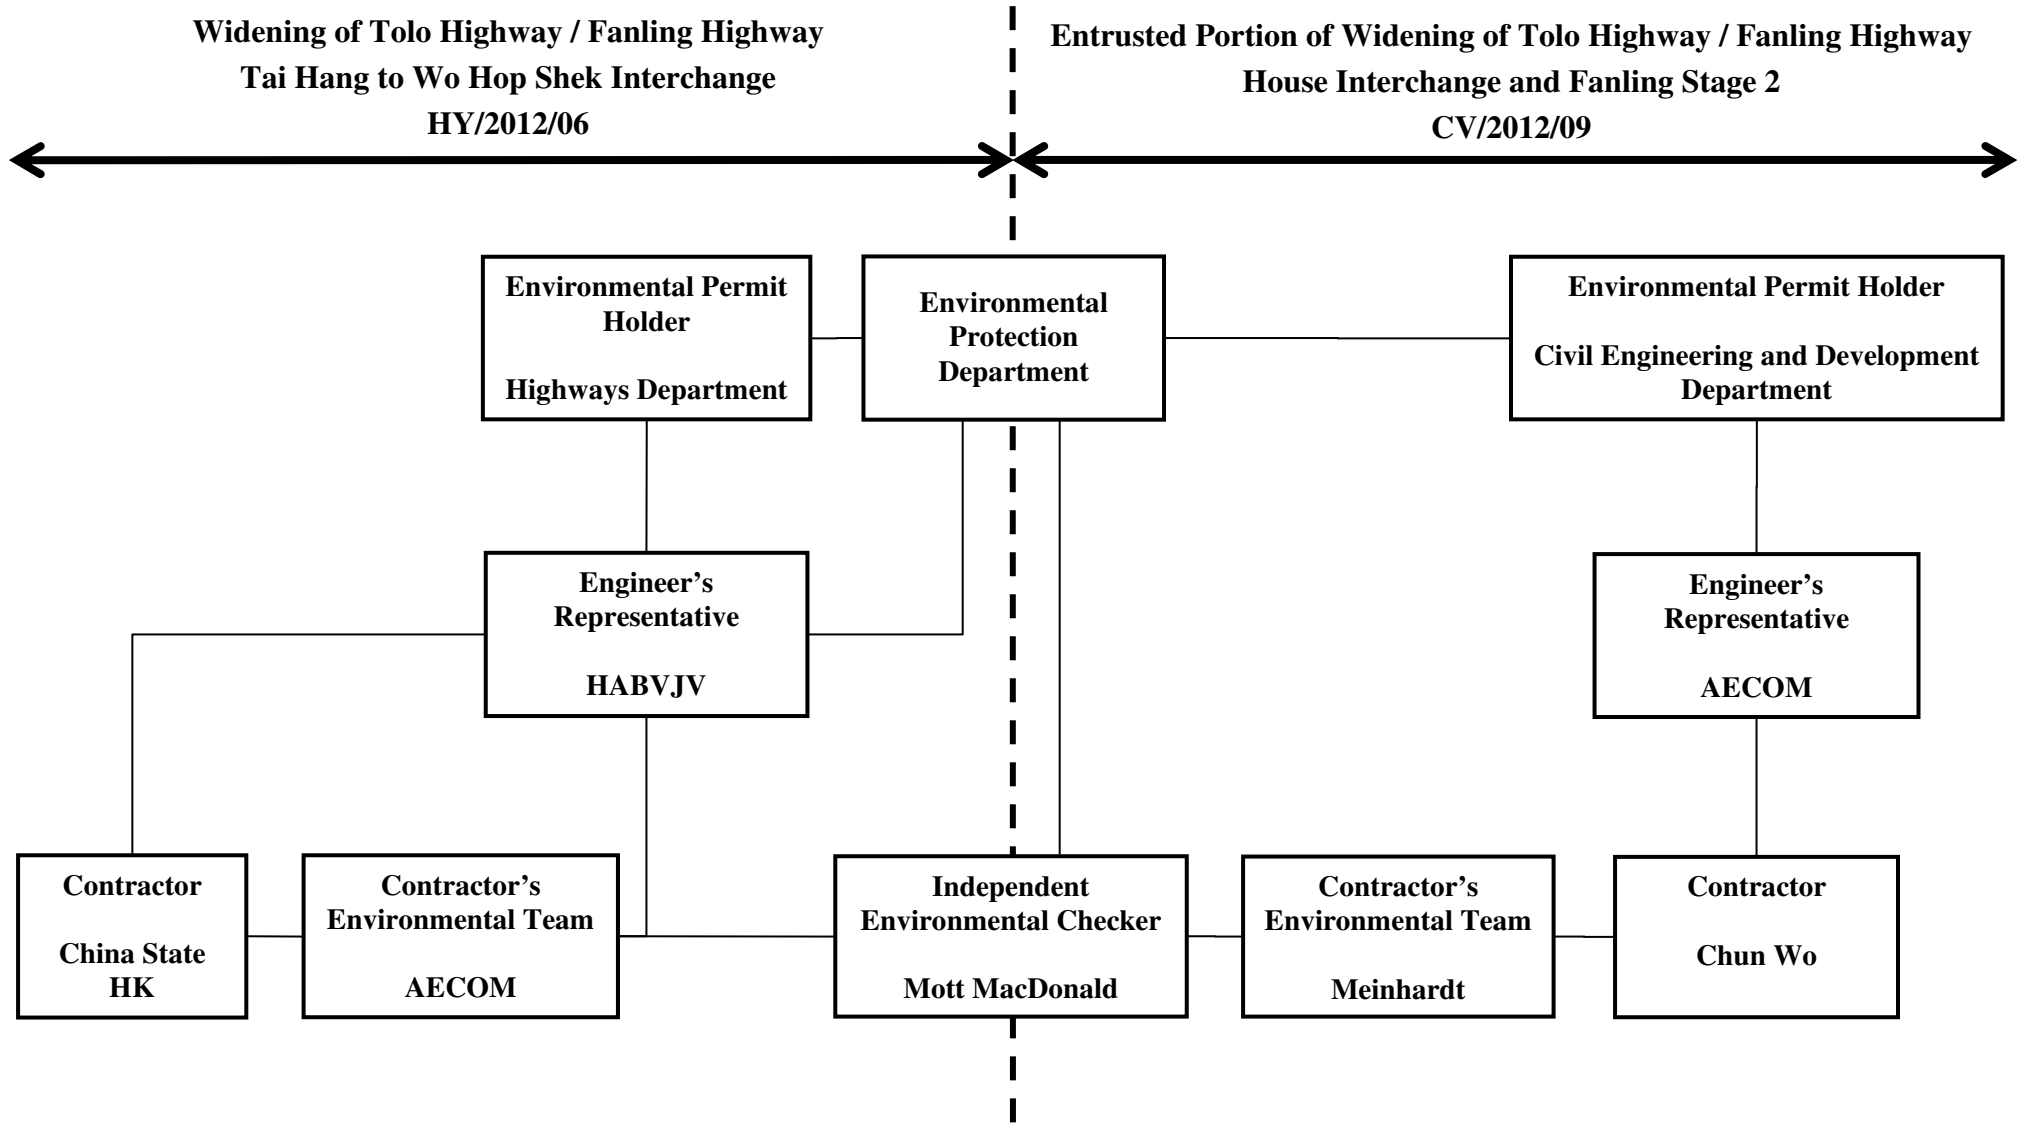 Widening of Tolo Highway / Fanling Highway
Tai Hang to Wo Hop Shek Interchange
HY/2012/06
Entrusted Portion of Widening of Tolo Highway / Fanling Highway
House Interchange and Fanling Stage 2
CV/2012/09
Environmental Permit
Holder
Highways Department
Environmental
Protection
Department
Environmental Permit Holder
Civil Engineering and Development
Department
Engineer’s
Representative
HABVJV
Engineer’s
Representative
AECOM
Contractor
China State
HK
Contractor’s
Environmental Team
AECOM
Independent
Environmental Checker
Mott MacDonald
Contractor’s
Environmental Team
Meinhardt
Contractor
Chun Wo